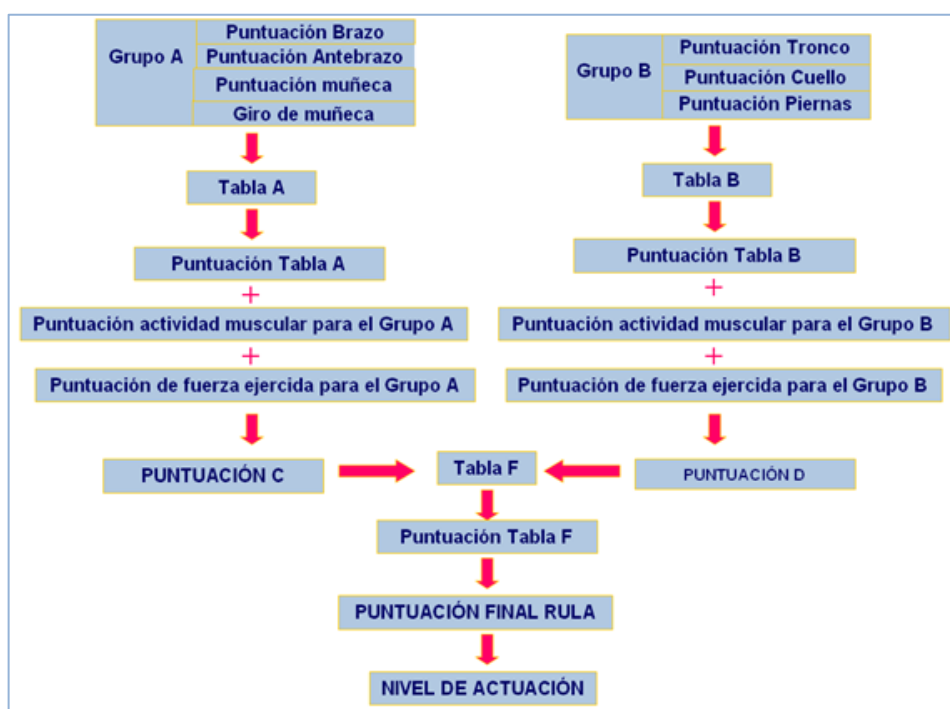 Grupo A
Puntuación Brazo
Puntuación Antebrazo
Puntuación muñeca
Giro de muñeca
Grupo B
Puntuación Tronco
Puntuación Cuello
Puntuación Piernas
Tabla A
Tabla B
Puntuación Tabla A
Puntuación Tabla B
+
+
Puntuación actividad muscular para el Grupo A
Puntuación actividad muscular para el Grupo B
+
+
Puntuación de fuerza ejercida para el Grupo A
Puntuación de fuerza ejercida para el Grupo B
PUNTUACIÓN C
Tabla F
PUNTUACIÓN D
Puntuación Tabla F
PUNTUACIÓN FINAL RULA
NIVEL DE ACTUACIÓN